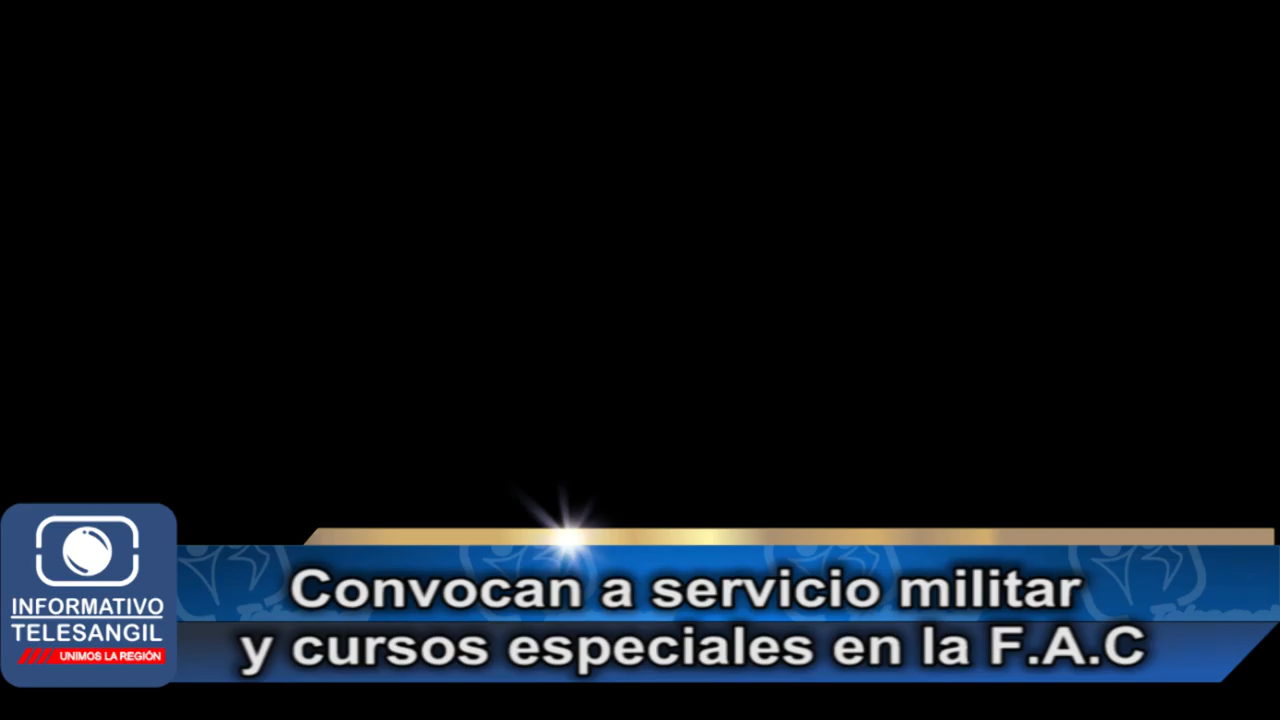 Convocan a servicio militar
y cursos especiales en la F.A.C
INFORMATIVO
TELESANGIL
UNIMOS LA REGIÓN